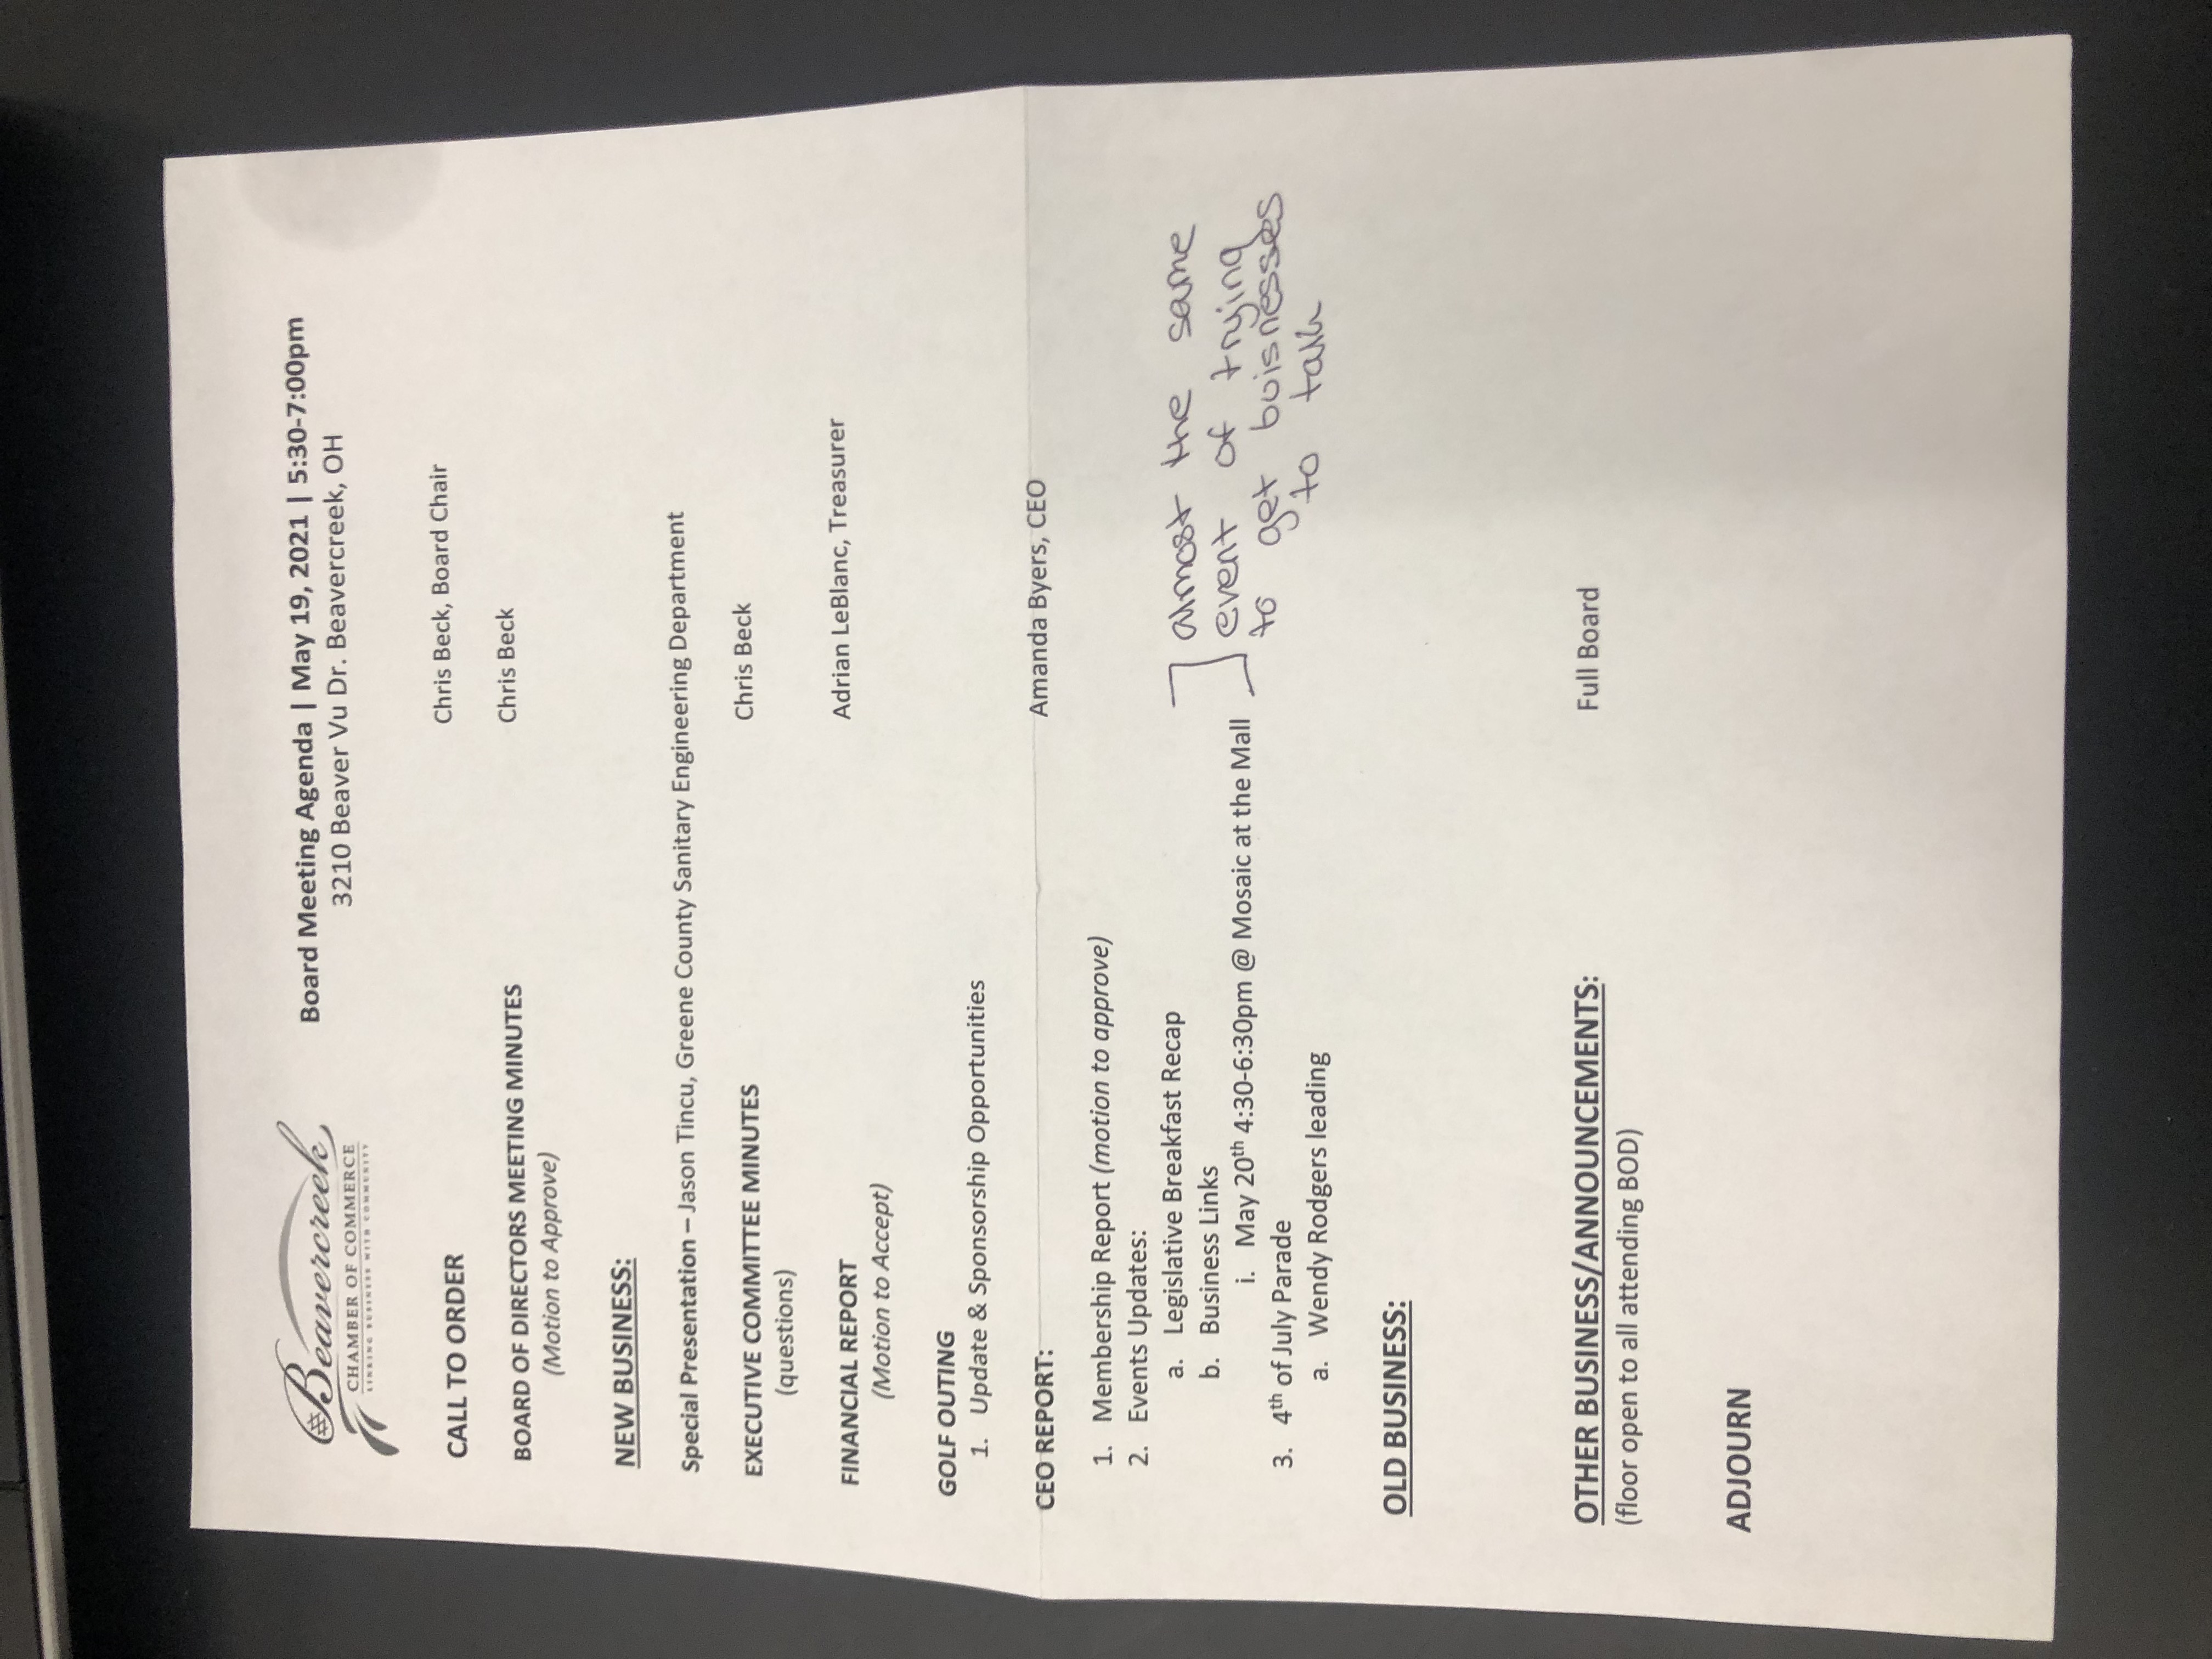 Beavercreek
CHAMBER OF COMMERCE
LINKING BUSINESS WITH COMMUNITY
Board Meeting Agenda | May 19, 2021 | 5:30-7:00pm
3210 Beaver Vu Dr. Beavercreek, OH
CALL TO ORDER Chris Beck, Board Chair
BOARD OF DIRECTORS MEETING MINUTES Chris Beck
(Motion to Approve)
NEW BUSINESS:
Special Presentation – Jason Tincu, Greene County Sanitary Engineering Department
EXECUTIVE COMMITTEE MINUTES Chris Beck
(questions)
FINANCIAL REPORT Adrian LeBlanc, Treasurer
(Motion to Accept)
GOLF OUTING
1. Update & Sponsorship Opportunities
CEO REPORT: Amanda Byers, CEO
1. Membership Report (motion to approve)
2. Events Updates:
a. Legislative Breakfast Recap
b. Business Links
i. May 20th 4:30-6:30pm @ Mosaic at the Mall
almost the same
event of trying
to get buisnesses
to talk
3. 4th of July Parade
a. Wendy Rodgers leading
OLD BUSINESS:
OTHER BUSINESS/ANNOUNCEMENTS: Full Board
(floor open to all attending BOD)
ADJOURN